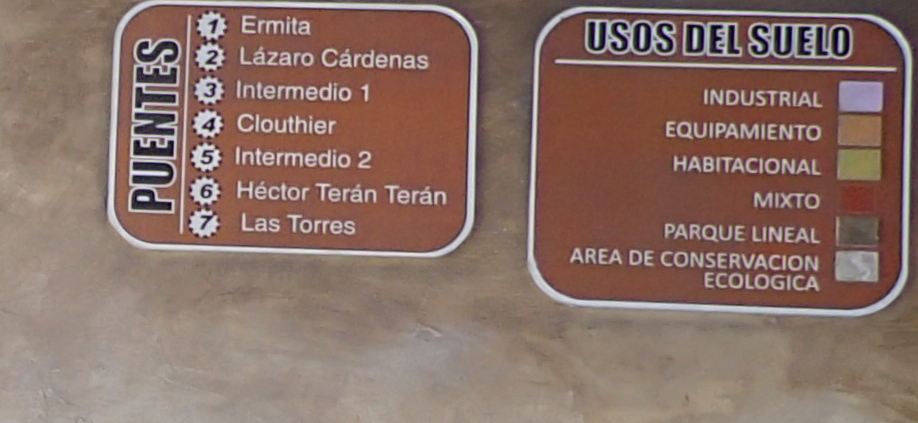 PUENTES
1 Ermita
2 Lázaro Cárdenas
3 Intermedio 1
4 Clouthier
5 Intermedio 2
6 Héctor Terán Terán
7 Las Torres
USOS DEL SUELO
INDUSTRIAL
EQUIPAMIENTO
HABITACIONAL
MIXTO
PARQUE LINEAL
AREA DE CONSERVACION
ECOLOGICA